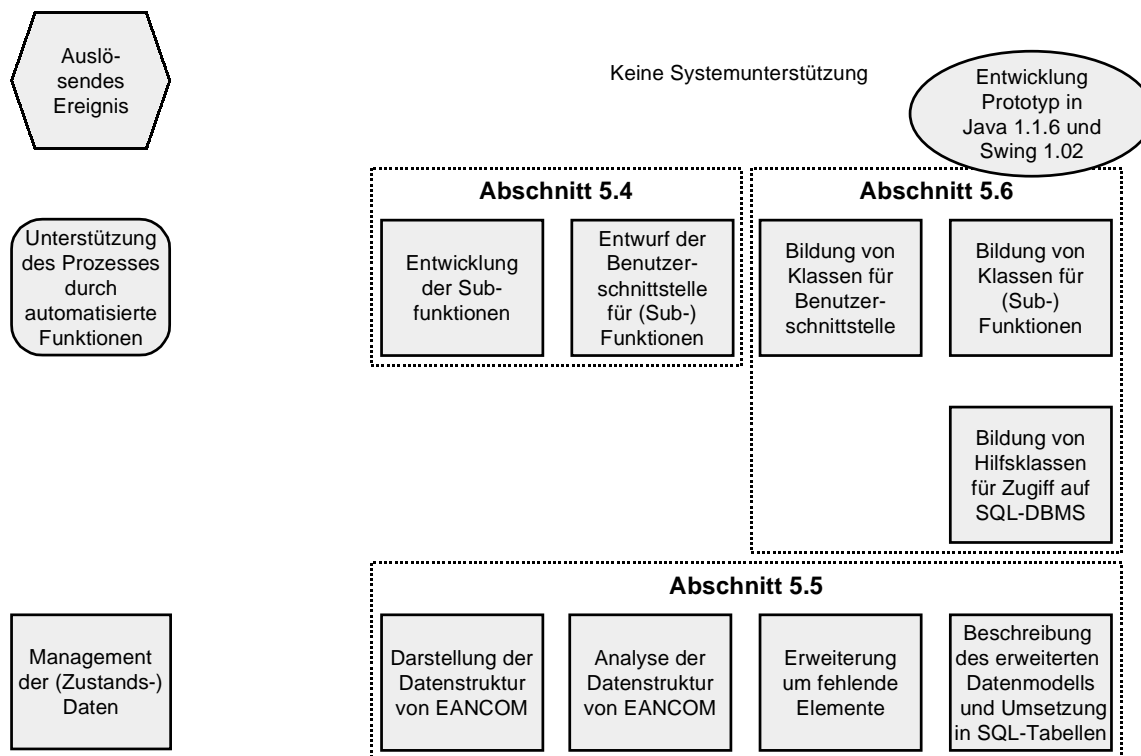 Auslö-
sendes
Ereignis
Keine Systemunterstützung
Entwicklung
Prototyp in
Java 1.1.6 und
Swing 1.02
Abschnitt 5.4
Abschnitt 5.6
Unterstützung
des Prozesses
durch
automatisierte
Funktionen
Entwicklung
der Sub-
funktionen
Entwurf der
Benutzer-
schnittstelle
für (Sub-)
Funktionen
Bildung von
Klassen für
Benutzer-
schnittstelle
Bildung von
Klassen für
(Sub-)
Funktionen
Bildung von
Hilfsklassen
für Zugiff auf
SQL-DBMS
Abschnitt 5.5
Management
der (Zustands-)
Daten
Darstellung der
Datenstruktur
von EANCOM
Analyse der
Datenstruktur
von EANCOM
Erweiterung
um fehlende
Elemente
Beschreibung
des erweiterten
Datenmodells
und Umsetzung
in SQL-Tabellen